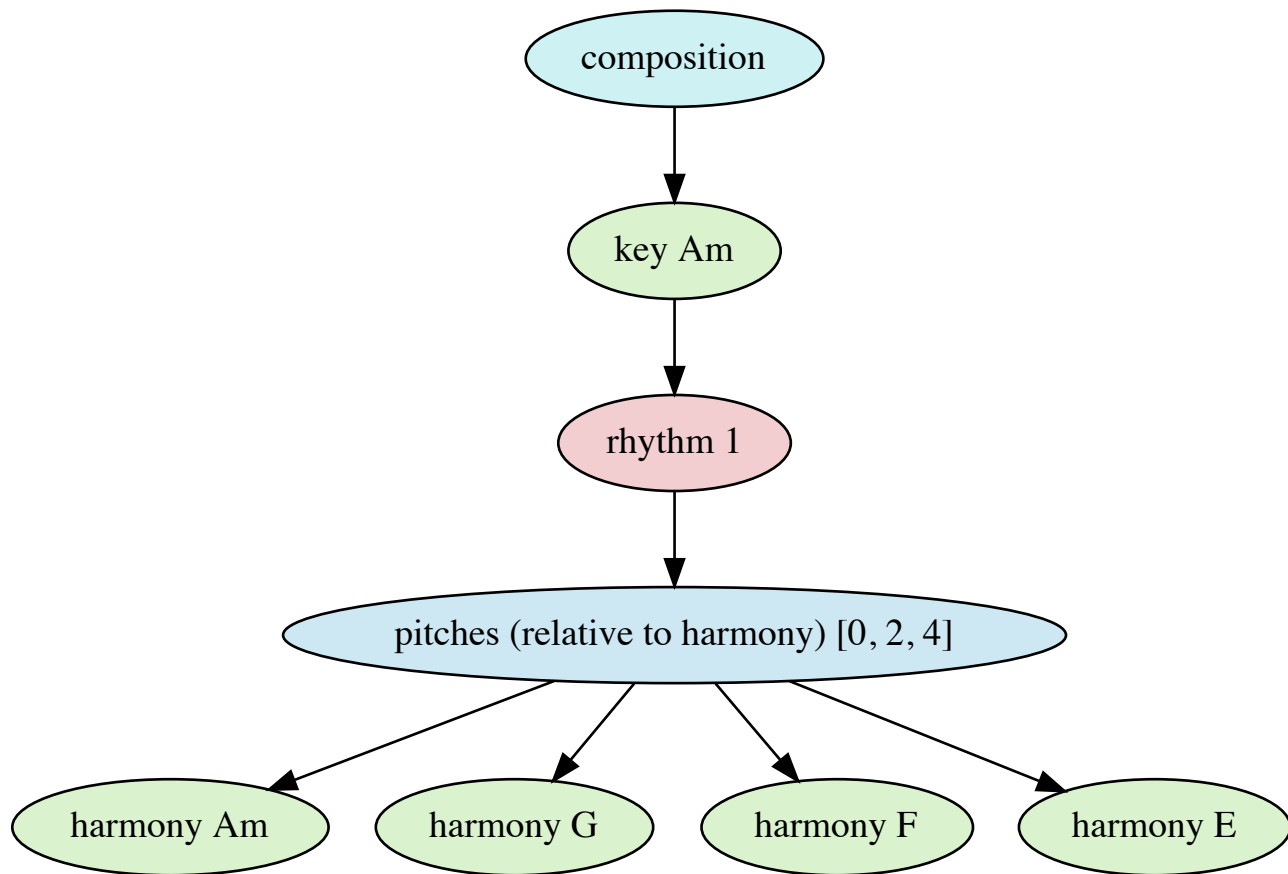 composition
key Am
rhythm 1
pitches (relative to harmony) [0, 2, 4]
harmony Am
harmony G
harmony F
harmony E